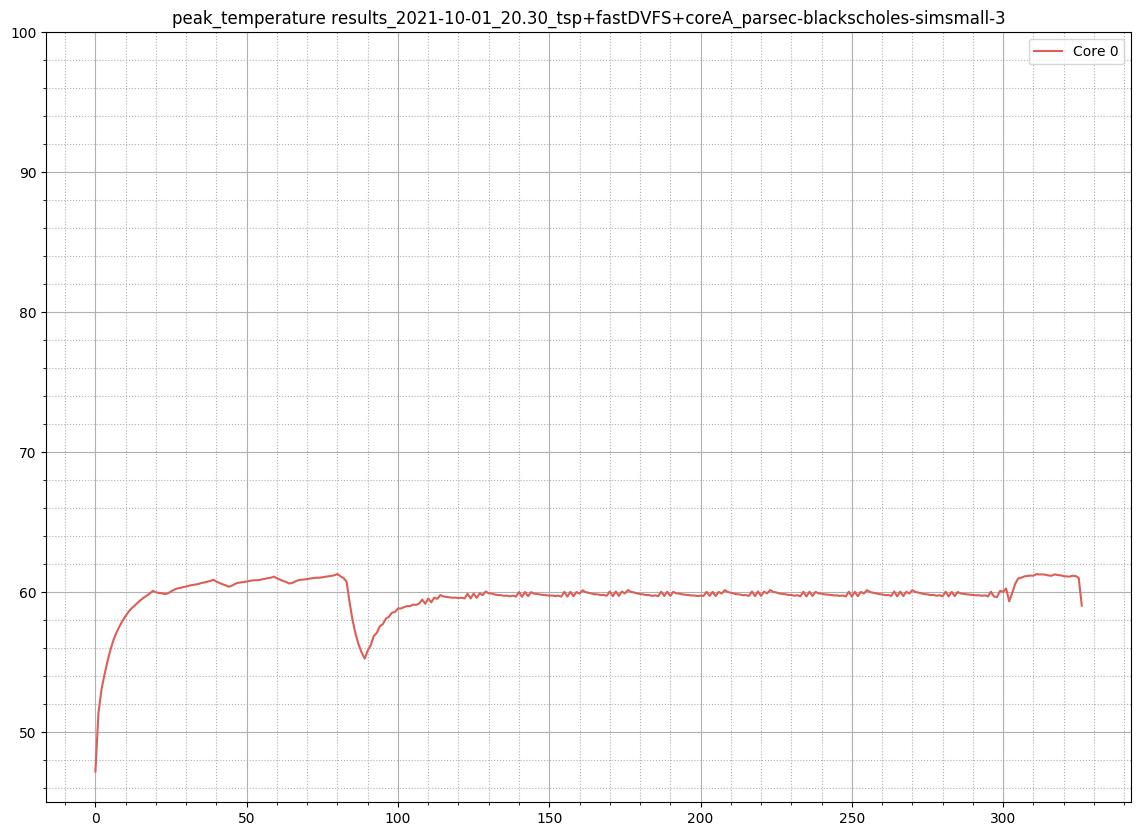 peak_temperature results_2021-10-01_20.30_tsp+fastDVFS+coreA_parsec-blackscholes-simsmall-3
Core 0
100
90
80
70
60
50
0 50 100 150 200 250 300